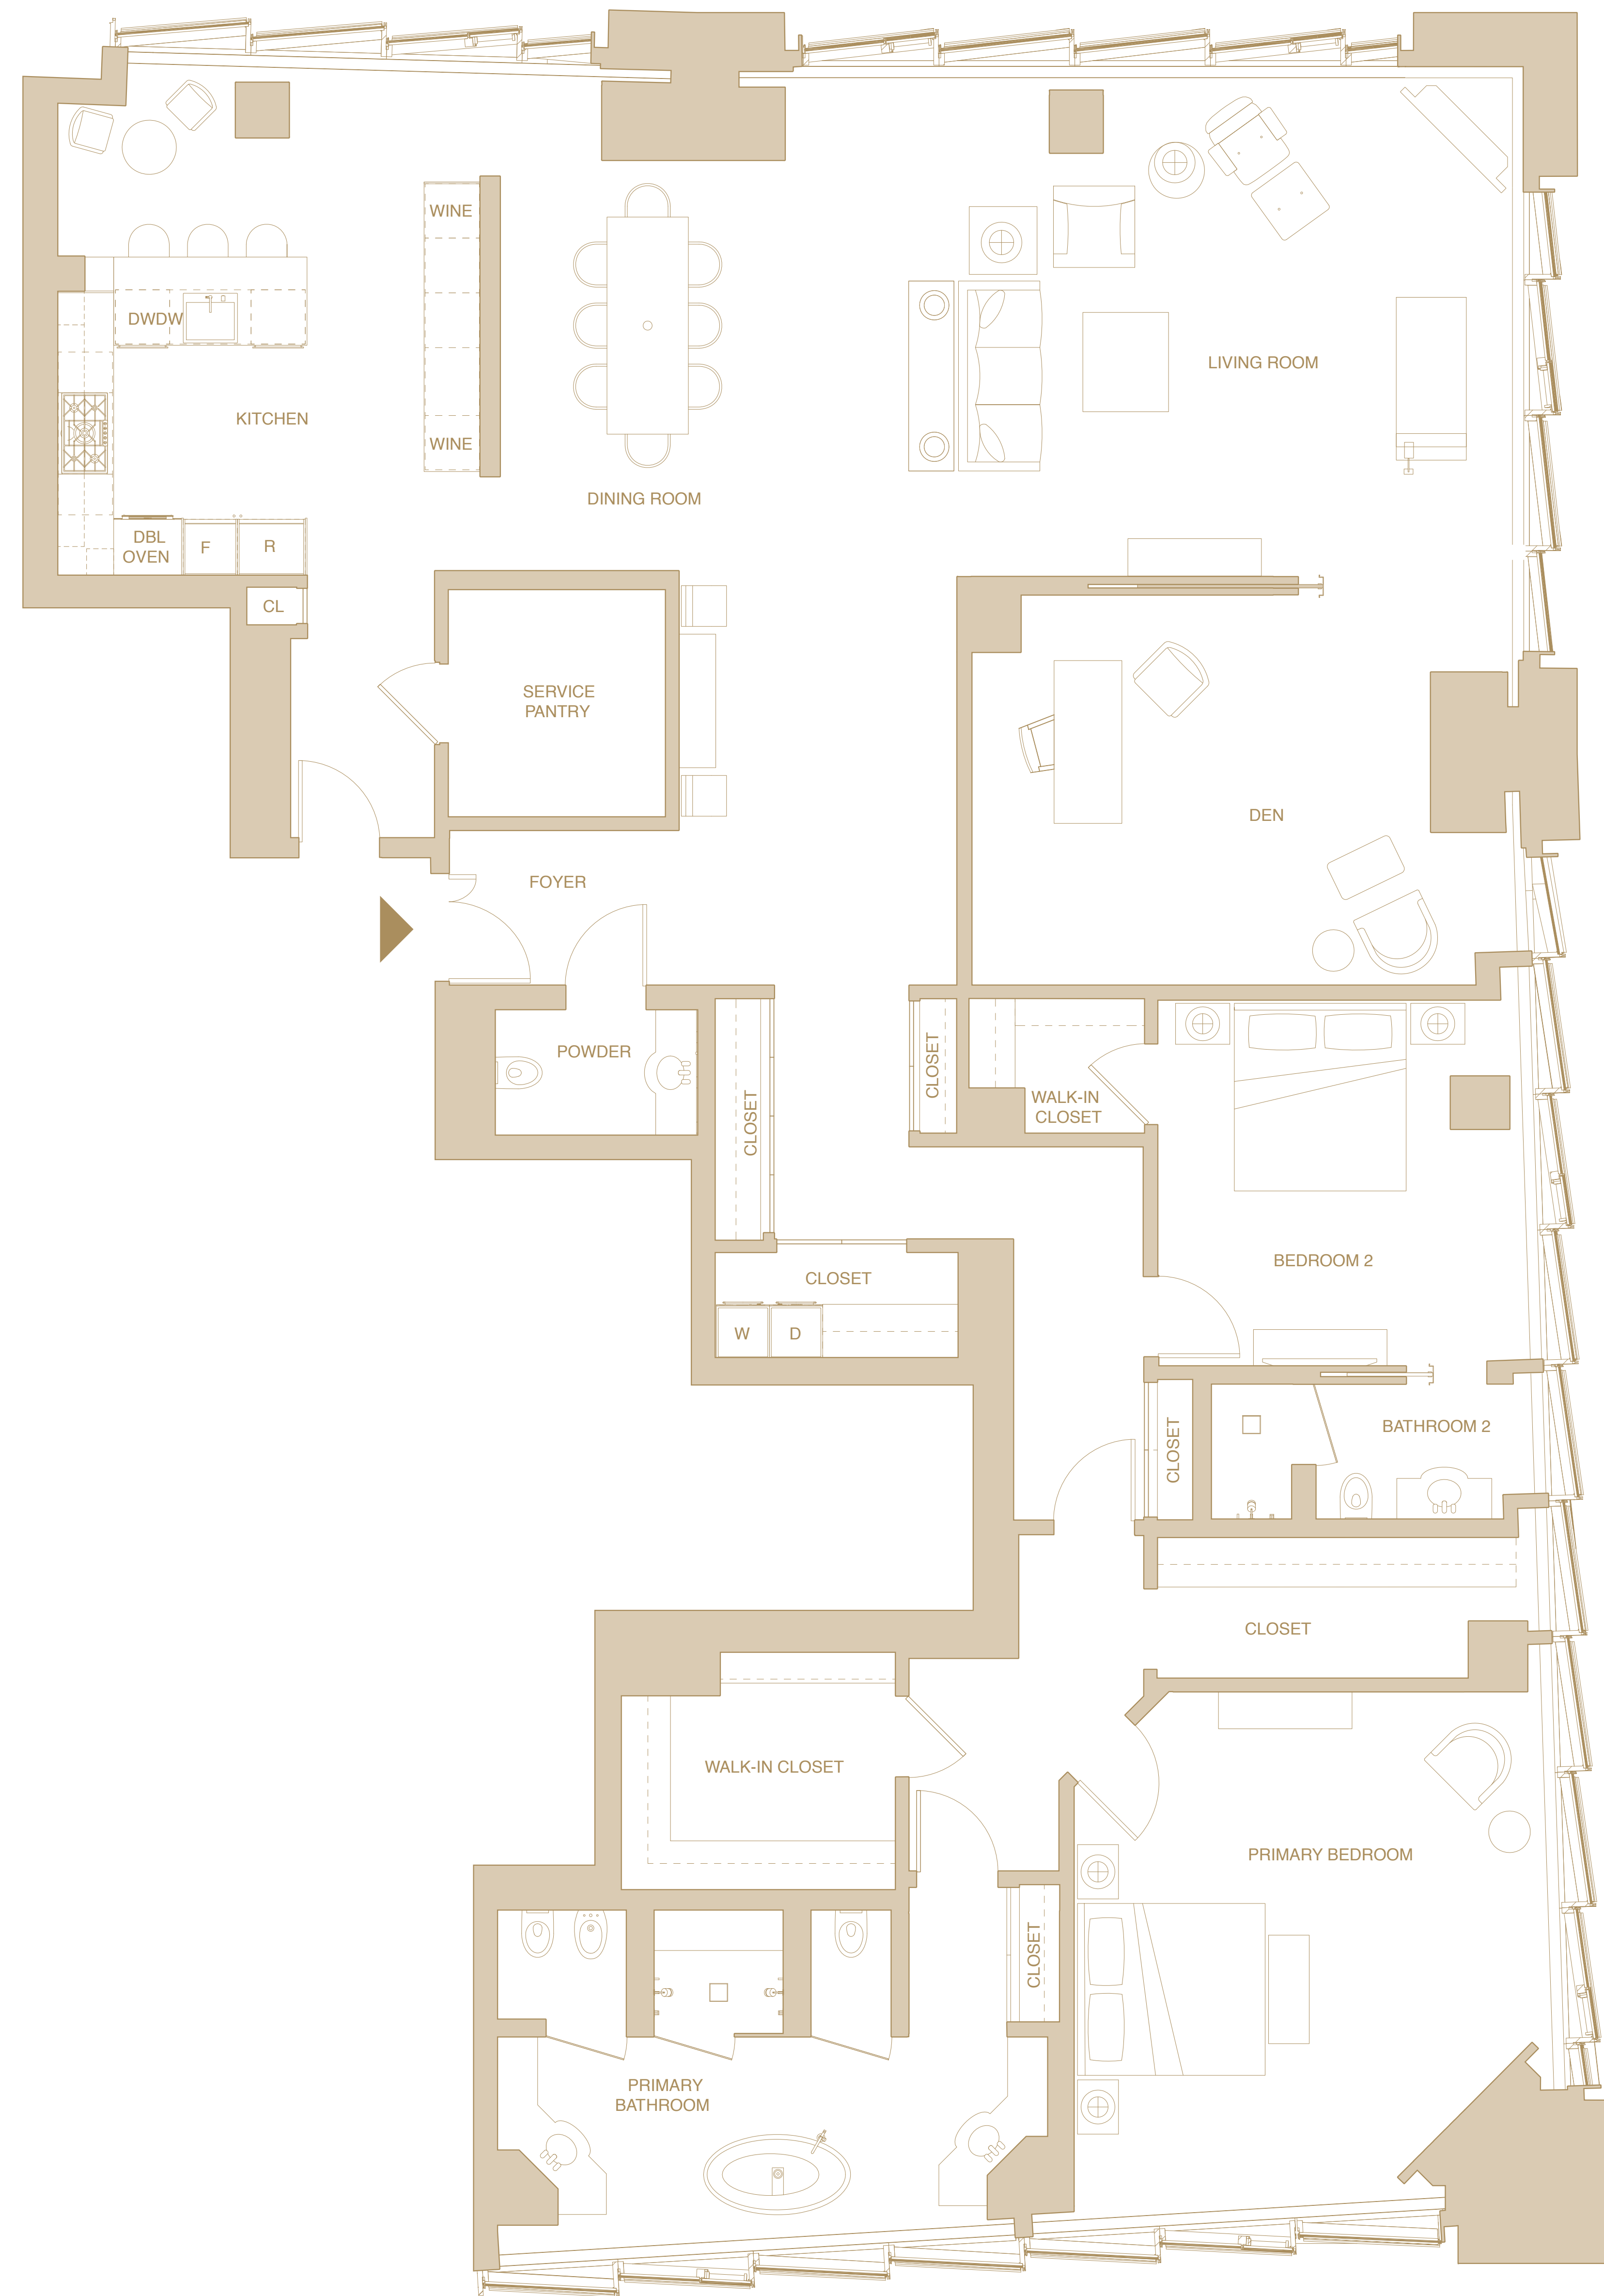 WINE
DWDW
LIVING ROOM
KITCHEN
WINE
DINING ROOM
DBL
OVEN
F
R
CL
SERVICE
PANTRY
DEN
FOYER
POWDER
CLOSET
CLOSET
WALK-IN
CLOSET
BEDROOM 2
CLOSET
W
D
CLOSET
BATHROOM 2
CLOSET
WALK-IN CLOSET
PRIMARY BEDROOM
CLOSET
PRIMARY
BATHROOM